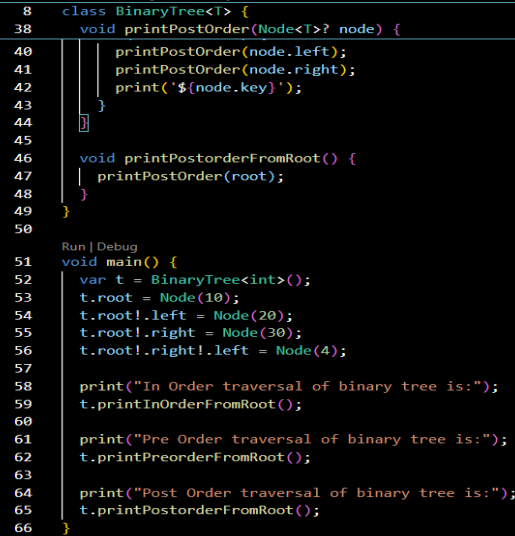 8 class BinaryTree<T> {
38 void printPostOrder(Node<T>? node) {
40 printPostOrder(node.left);
41 printPostOrder(node.right);
42 print('${node.key}');
43 }
44 }
45
46 void printPostorderFromRoot() {
47 printPostOrder(root);
48 }
49 }
50
Run | Debug
51 void main() {
52 var t = BinaryTree<int>();
53 t.root = Node(10);
54 t.root!.left = Node(20);
55 t.root!.right = Node(30);
56 t.root!.right!.left = Node(4);
57
58 print("In Order traversal of binary tree is:");
59 t.printInOrderFromRoot();
60
61 print("Pre Order traversal of binary tree is:");
62 t.printPreorderFromRoot();
63
64 print("Post Order traversal of binary tree is:");
65 t.printPostorderFromRoot();
66 }